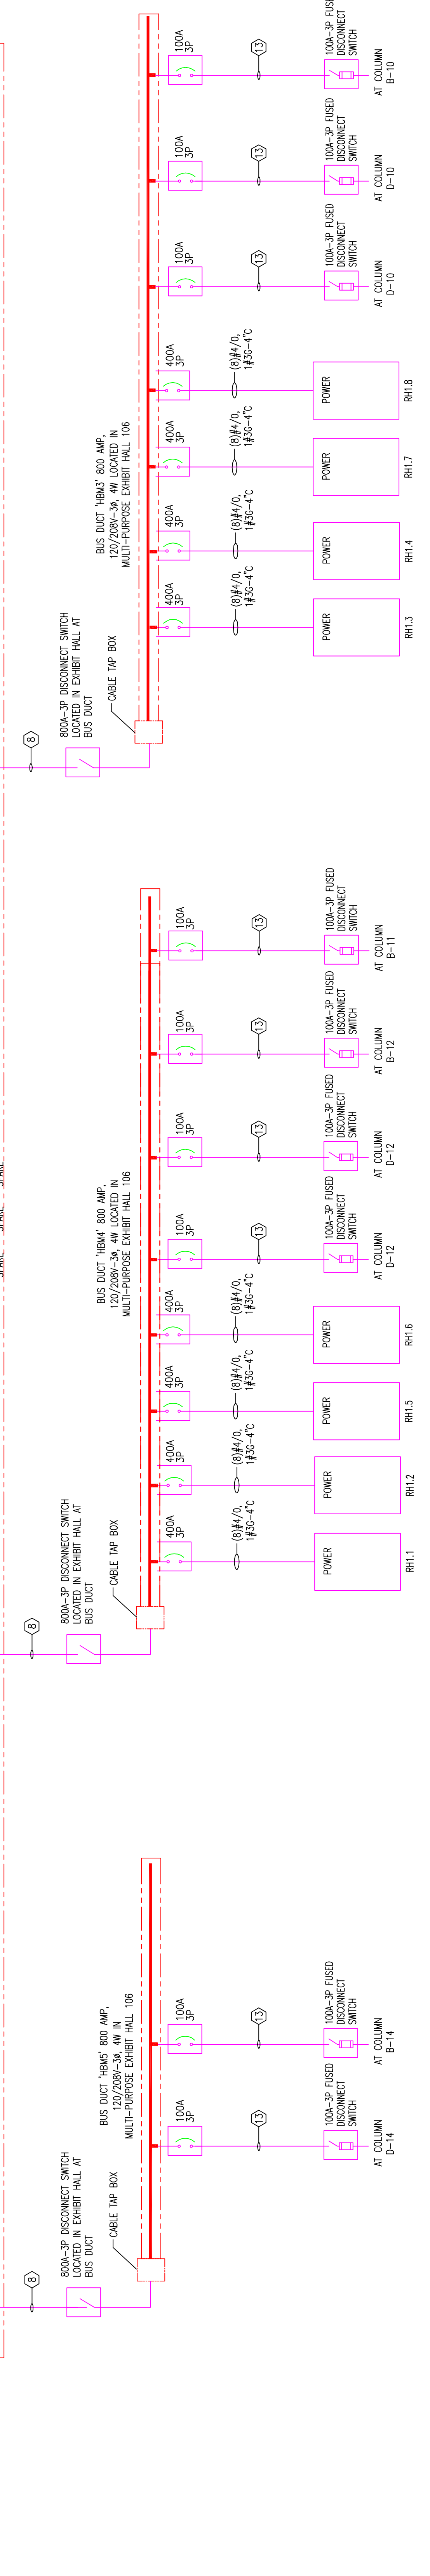 8
800A-3P DISCONNECT SWITCH
LOCATED IN EXHIBIT HALL AT
BUS DUCT
CABLE TAP BOX
BUS DUCT 'HBM5' 800 AMP,
120/208V-3Ø, 4W IN
MULTI-PURPOSE EXHIBIT HALL 106
100A
3P
13
100A-3P FUSED
DISCONNECT
SWITCH
AT COLUMN
D-14
100A
3P
13
100A-3P FUSED
DISCONNECT
SWITCH
AT COLUMN
B-14
8
800A-3P DISCONNECT SWITCH
LOCATED IN EXHIBIT HALL AT
BUS DUCT
CABLE TAP BOX
BUS DUCT 'HBM4' 800 AMP,
120/208V-3Ø, 4W LOCATED IN
MULTI-PURPOSE EXHIBIT HALL 106
400A
3P
(8)#4/0,
1#3G-4"C
POWER
RH1.1
400A
3P
(8)#4/0,
1#3G-4"C
POWER
RH1.2
400A
3P
(8)#4/0,
1#3G-4"C
POWER
RH1.5
400A
3P
(8)#4/0,
1#3G-4"C
POWER
RH1.6
100A
3P
13
100A-3P FUSED
DISCONNECT
SWITCH
AT COLUMN
D-12
100A
3P
13
100A-3P FUSED
DISCONNECT
SWITCH
AT COLUMN
D-12
100A
3P
13
100A-3P FUSED
DISCONNECT
SWITCH
AT COLUMN
B-12
100A
3P
13
100A-3P FUSED
DISCONNECT
SWITCH
AT COLUMN
B-11
8
800A-3P DISCONNECT SWITCH
LOCATED IN EXHIBIT HALL AT
BUS DUCT
CABLE TAP BOX
BUS DUCT 'HBM3' 800 AMP,
120/208V-3Ø, 4W LOCATED IN
MULTI-PURPOSE EXHIBIT HALL 106
400A
3P
(8)#4/0,
1#3G-4"C
POWER
RH1.3
400A
3P
(8)#4/0,
1#3G-4"C
POWER
RH1.4
400A
3P
(8)#4/0,
1#3G-4"C
POWER
RH1.7
400A
3P
(8)#4/0,
1#3G-4"C
POWER
RH1.8
100A
3P
13
100A-3P FUSED
DISCONNECT
SWITCH
AT COLUMN
D-10
100A
3P
13
100A-3P FUSED
DISCONNECT
SWITCH
AT COLUMN
D-10
100A
3P
13
100A-3P FUSED
DISCONNECT
SWITCH
AT COLUMN
B-10